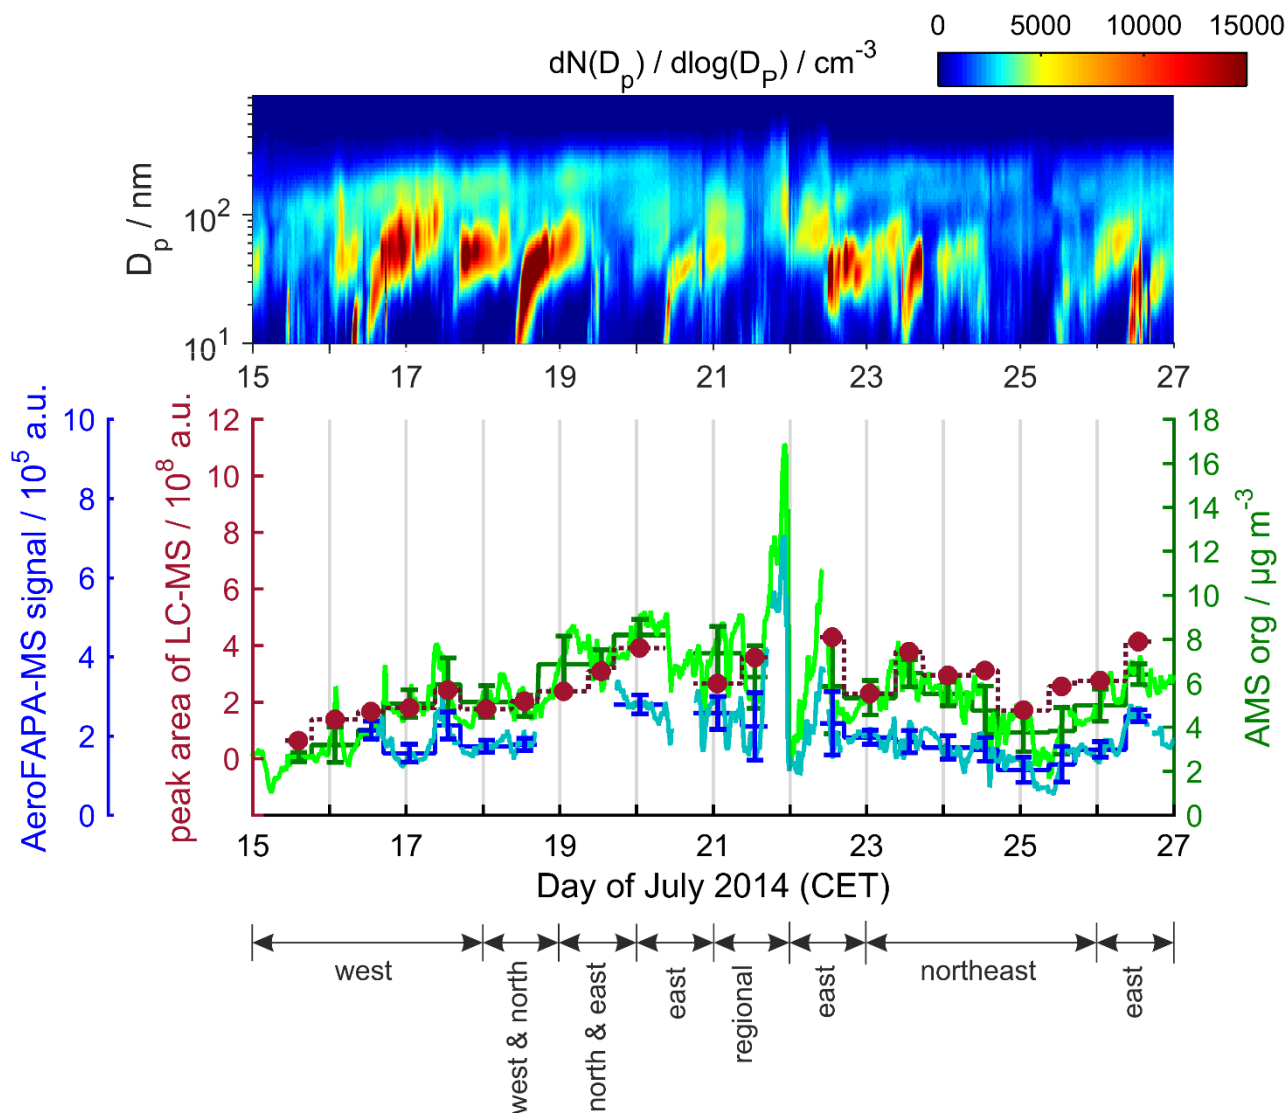 0 5000 10000 15000
dN(D_p) / dlog(D_P) / cm^-3
D_p / nm
10^2
10^1
15 17 19 21 23 25 27
AeroFAPA-MS signal / 10^5 a.u.
10
8
6
4
2
0
peak area of LC-MS / 10^8 a.u.
12
10
8
6
4
2
0
18
16
14
12
10
8
6
4
2
0
AMS org / µg m^-3
15 17 19 21 23 25 27
Day of July 2014 (CET)
west
west & north
north & east
east
regional
east
northeast
east